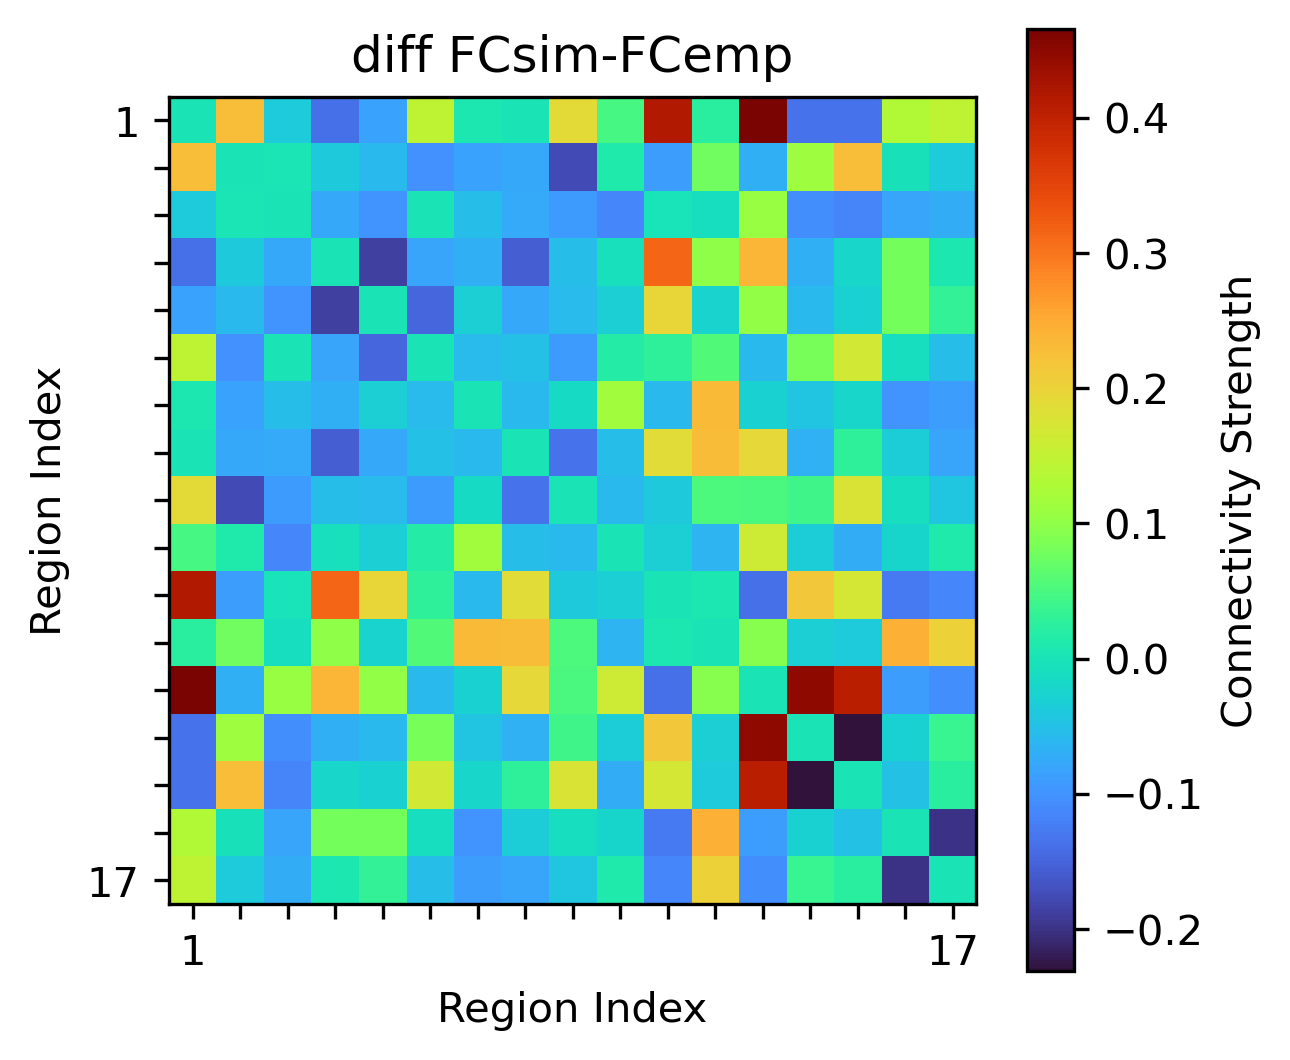 diff FCsim-FCemp
1
17
Region Index
1
17
Region Index
0.4
0.3
0.2
0.1
0.0
−0.1
−0.2
Connectivity Strength